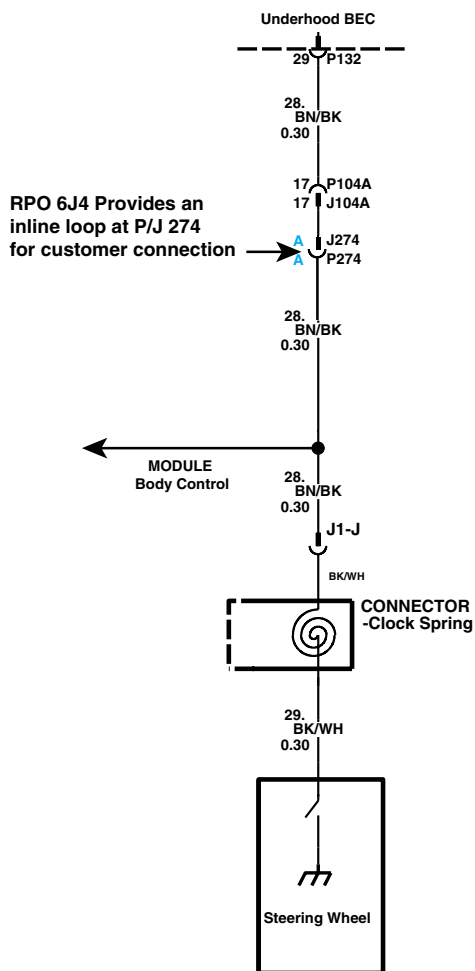 Underhood BEC
29 P132
28.
BN/BK
0.30
17 P104A
17 J104A
RPO 6J4 Provides an
inline loop at P/J 274
for customer connection
A J274
A P274
28.
BN/BK
0.30
MODULE
Body Control
28.
BN/BK
0.30
J1-J
BK/WH
CONNECTOR
-Clock Spring
29.
BK/WH
0.30
Steering Wheel